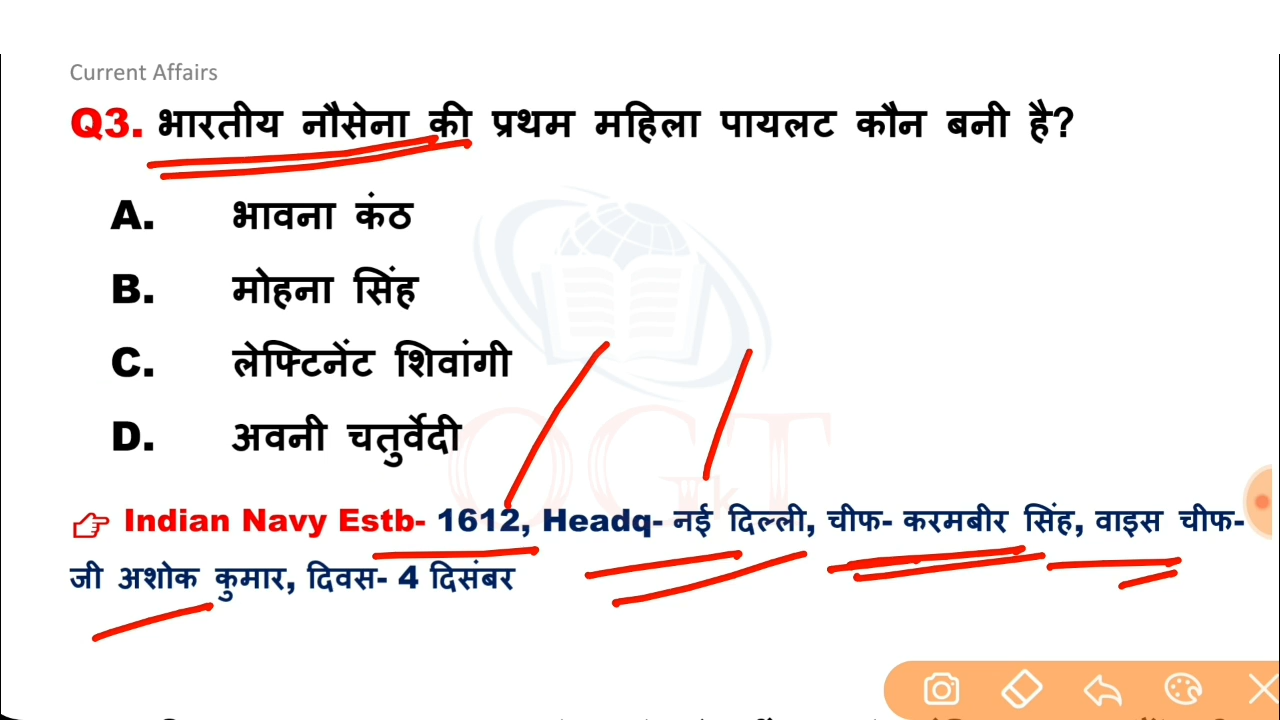 Current Affairs
Q3. भारतीय नौसेना की प्रथम महिला पायलट कौन बनी है?
A. भावना कंठ
B. मोहना सिंह
C. लेफ्टिनेंट शिवांगी
D. अवनी चतुर्वेदी
OGT
Indian Navy Estb- 1612, Headq- नई दिल्ली, चीफ- करमबीर सिंह, वाइस चीफ-
जी अशोक कुमार, दिवस- 4 दिसंबर